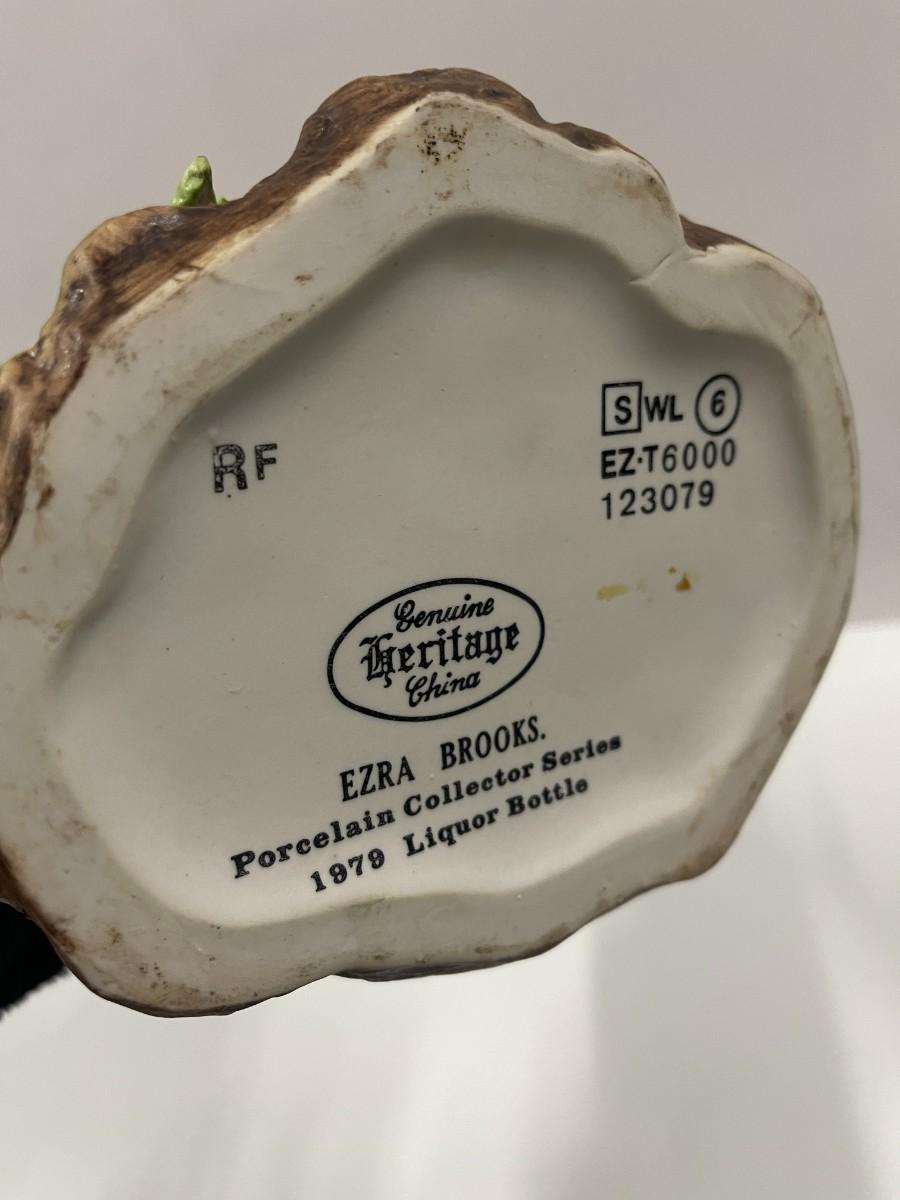 RF
S WL 6
EZ·T6000
123079
Genuine
Heritage
China
EZRA BROOKS.
Porcelain Collector Series
1979 Liquor Bottle